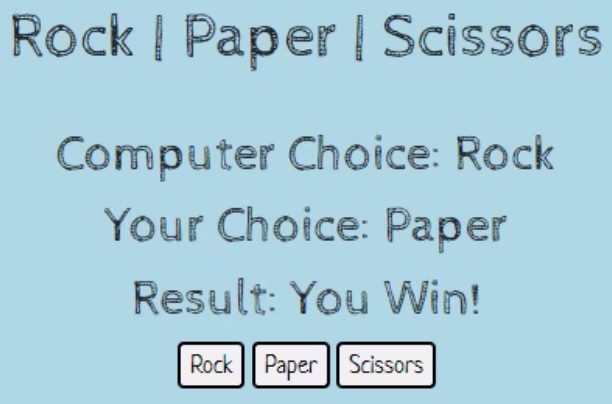 Rock | Paper | Scissors
Computer Choice: Rock
Your Choice: Paper
Result: You Win!
Rock Paper Scissors